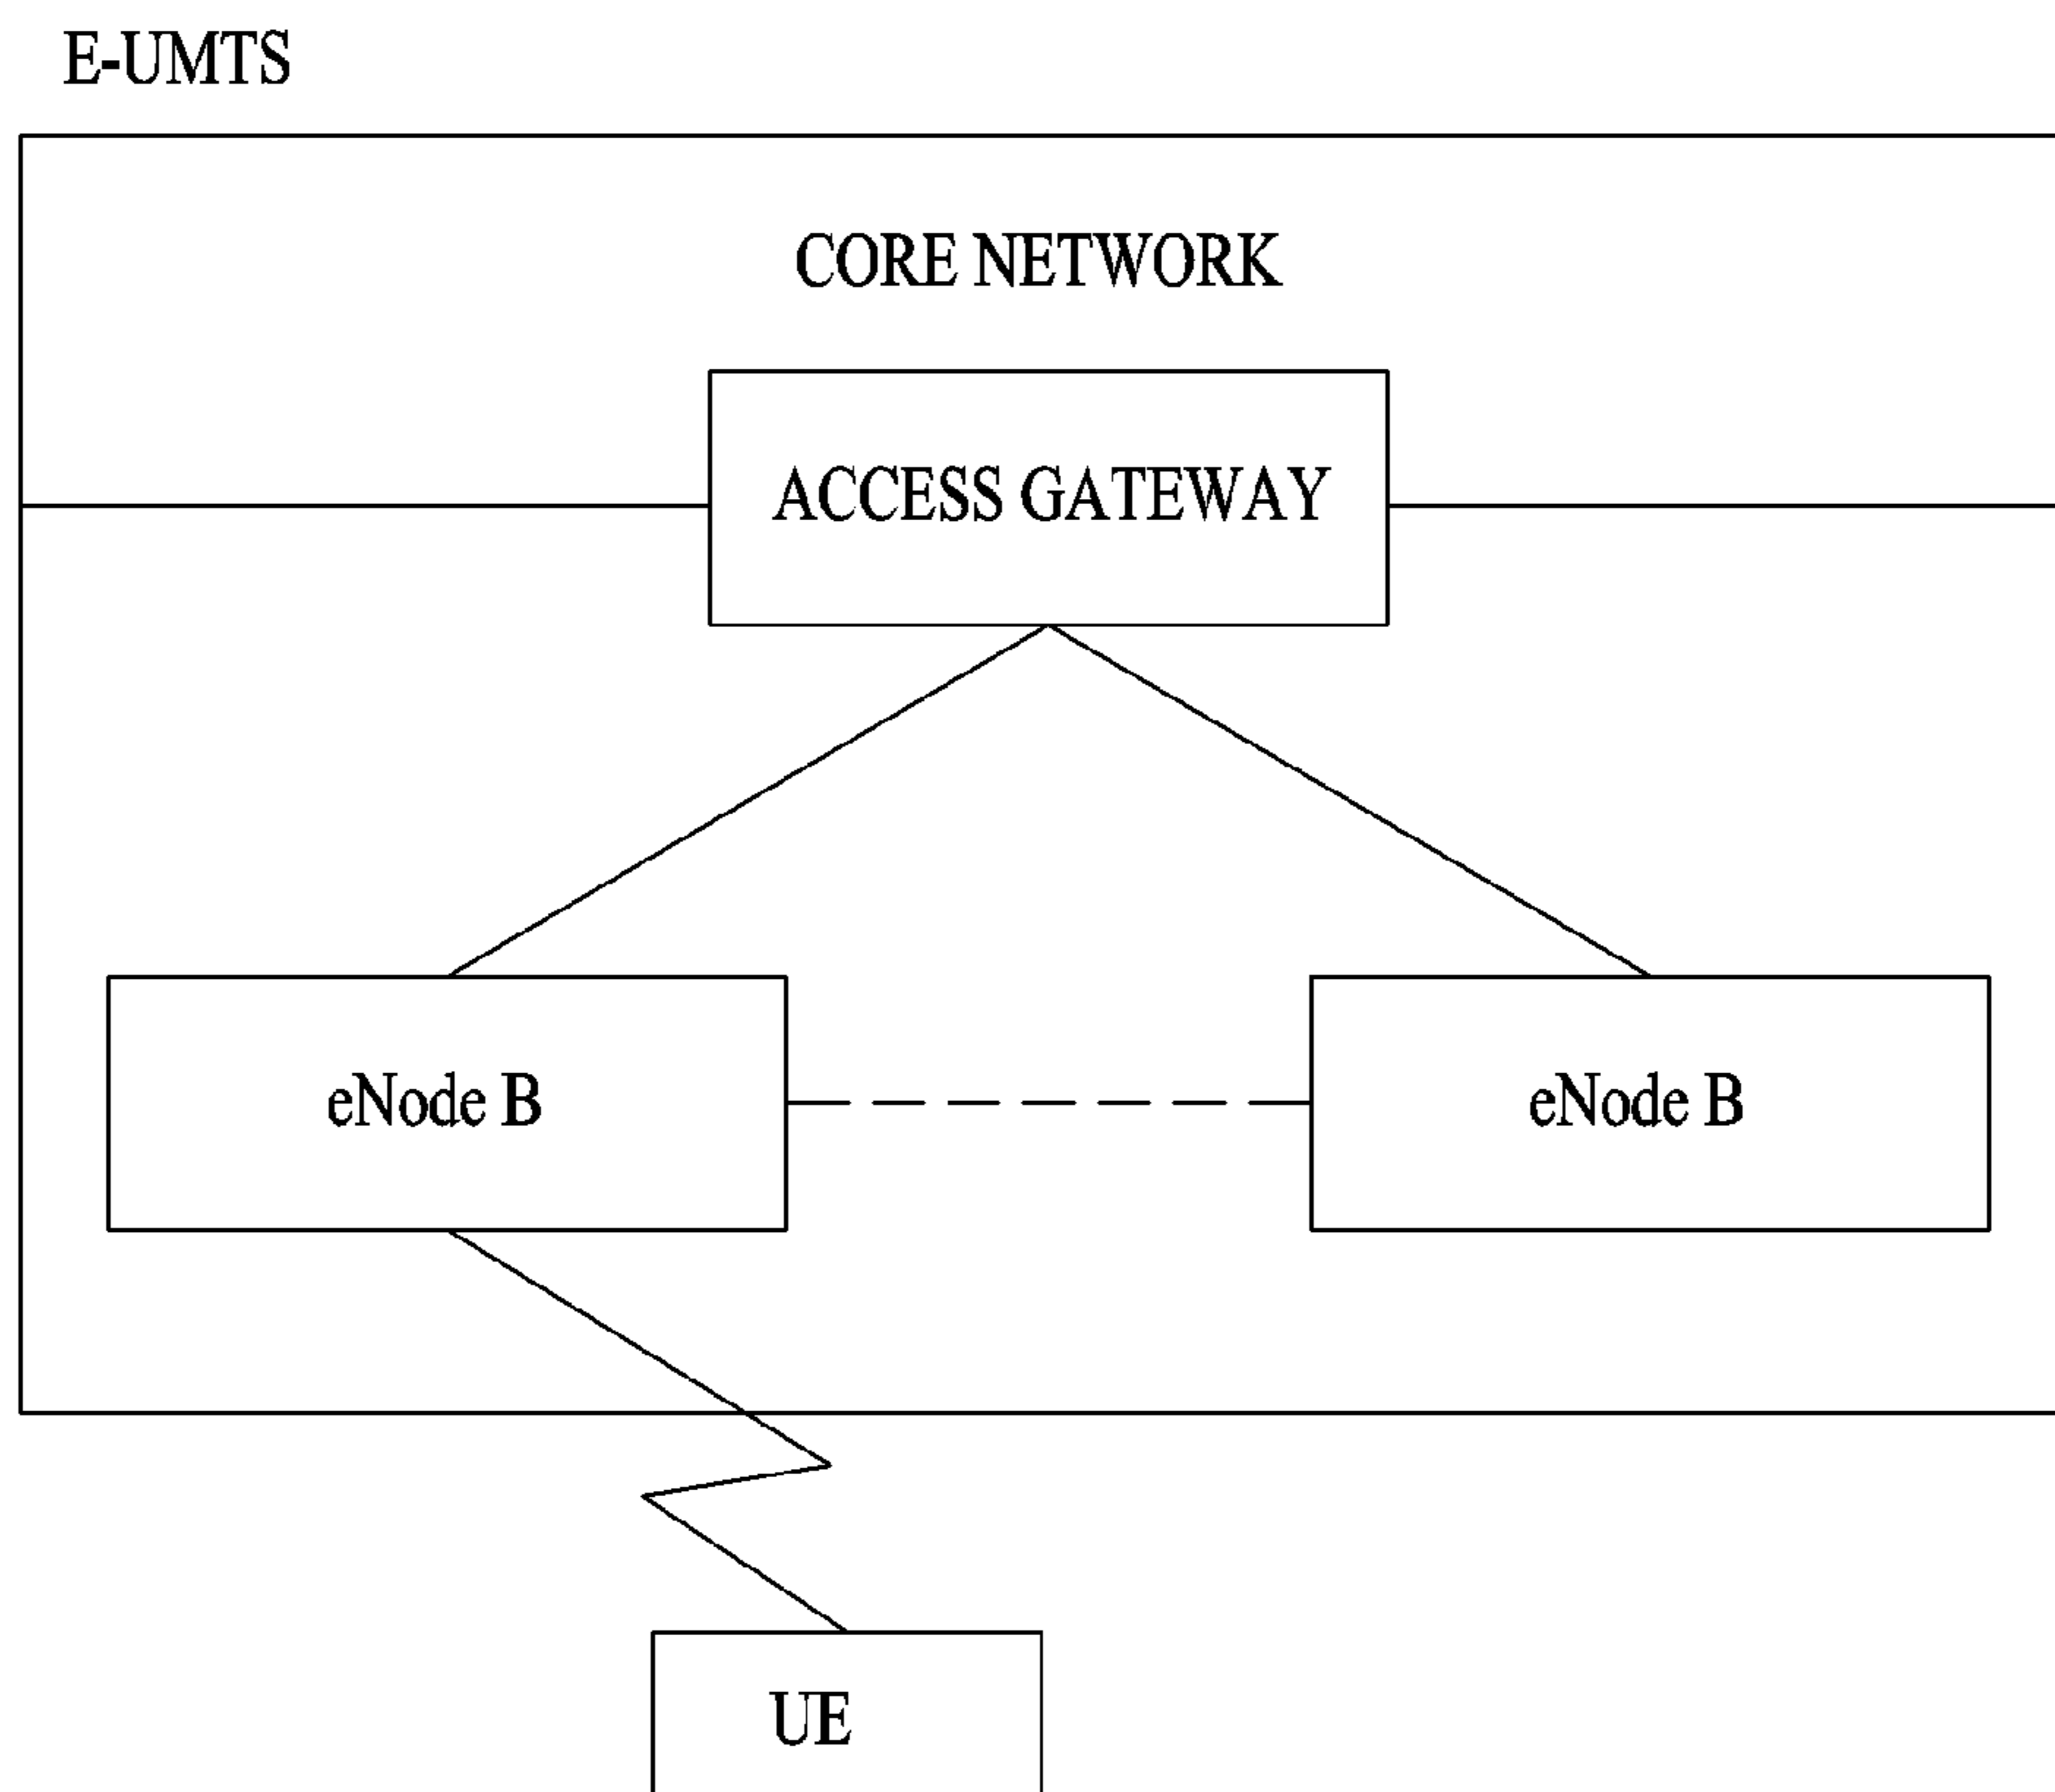 E-UMTS
CORE NETWORK
ACCESS GATEWAY
eNode B
eNode B
UE